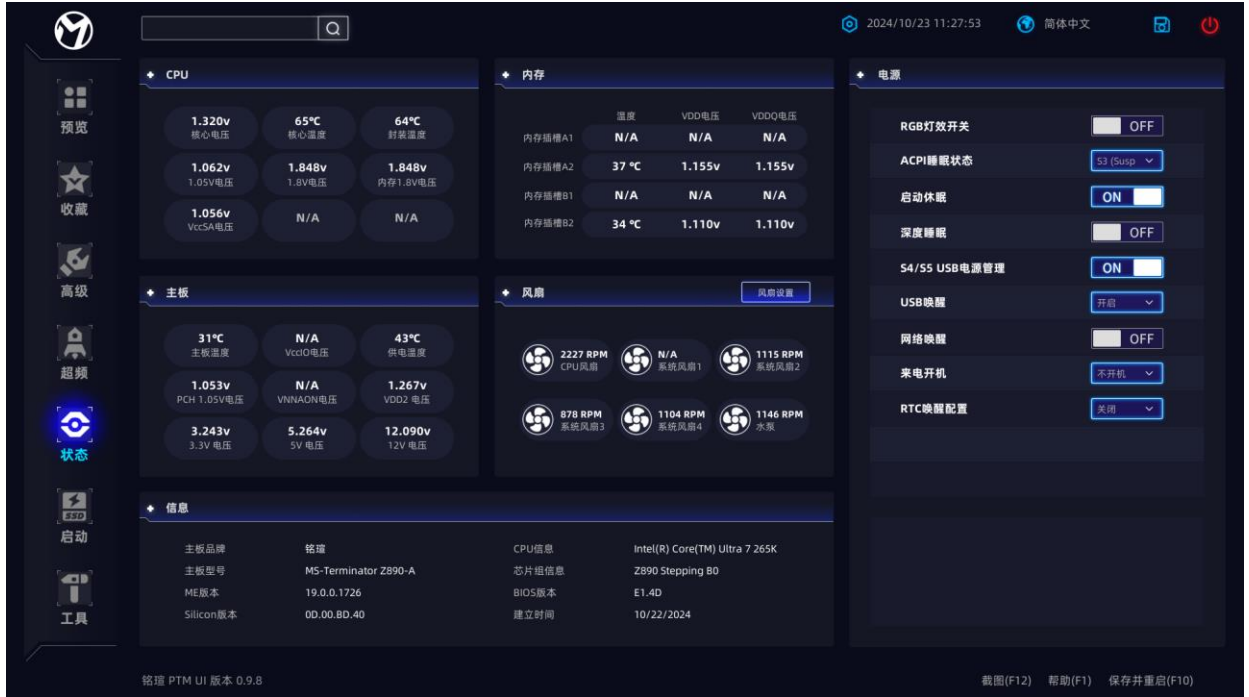 2024/10/23 11:27:53 简体中文
预览
收藏
高级
超频
状态
SSD
启动
工具
CPU
1.320v 65℃ 64℃
核心电压 核心温度 封装温度
1.062v 1.848v 1.848v
1.05V电压 1.8V电压 内存1.8V电压
1.056v N/A N/A
VccSA电压
内存
温度 VDD电压 VDDQ电压
内存插槽A1 N/A N/A N/A
内存插槽A2 37 ℃ 1.155v 1.155v
内存插槽B1 N/A N/A N/A
内存插槽B2 34 ℃ 1.110v 1.110v
主板
31℃ N/A 43℃
主板温度 VccIO电压 供电温度
1.053v N/A 1.267v
PCH 1.05V电压 VNNAON电压 VDD2 电压
3.243v 5.264v 12.090v
3.3V 电压 5V 电压 12V 电压
风扇 风扇设置
2227 RPM N/A 1115 RPM
CPU风扇 系统风扇1 系统风扇2
878 RPM 1104 RPM 1146 RPM
系统风扇3 系统风扇4 水泵
电源
RGB灯效开关 OFF
ACPI睡眠状态 S3 (Susp
启动休眠 ON
深度睡眠 OFF
S4/S5 USB电源管理 ON
USB唤醒 开启
网络唤醒 OFF
来电开机 不开机
RTC唤醒配置 关闭
信息
主板品牌 铭瑄 CPU信息 Intel(R) Core(TM) Ultra 7 265K
主板型号 MS-Terminator Z890-A 芯片组信息 Z890 Stepping B0
ME版本 19.0.0.1726 BIOS版本 E1.4D
Silicon版本 0D.00.BD.40 建立时间 10/22/2024
铭瑄 PTM UI 版本 0.9.8 截图(F12) 帮助(F1) 保存并重启(F10)